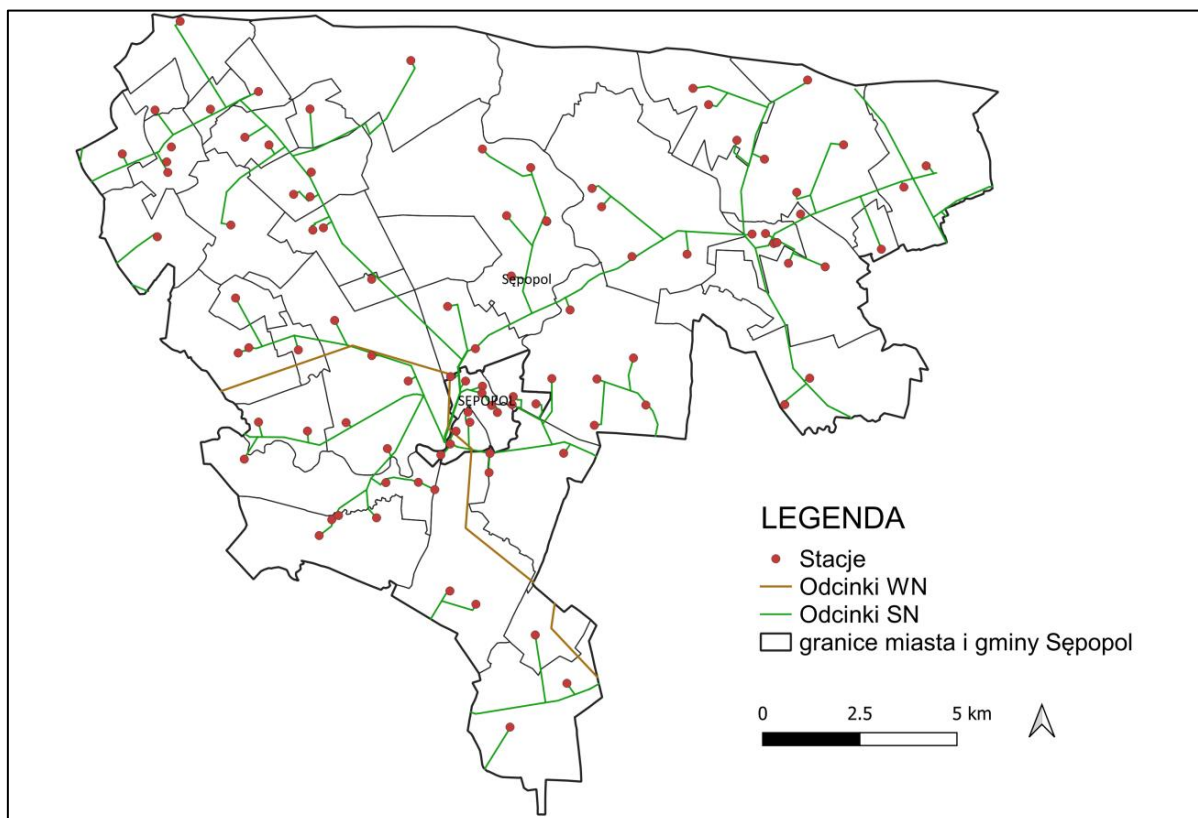 Sępopol
SĘPOPOL
LEGENDA
Stacje
Odcinki WN
Odcinki SN
granice miasta i gminy Sępopol
0 2.5 5 km